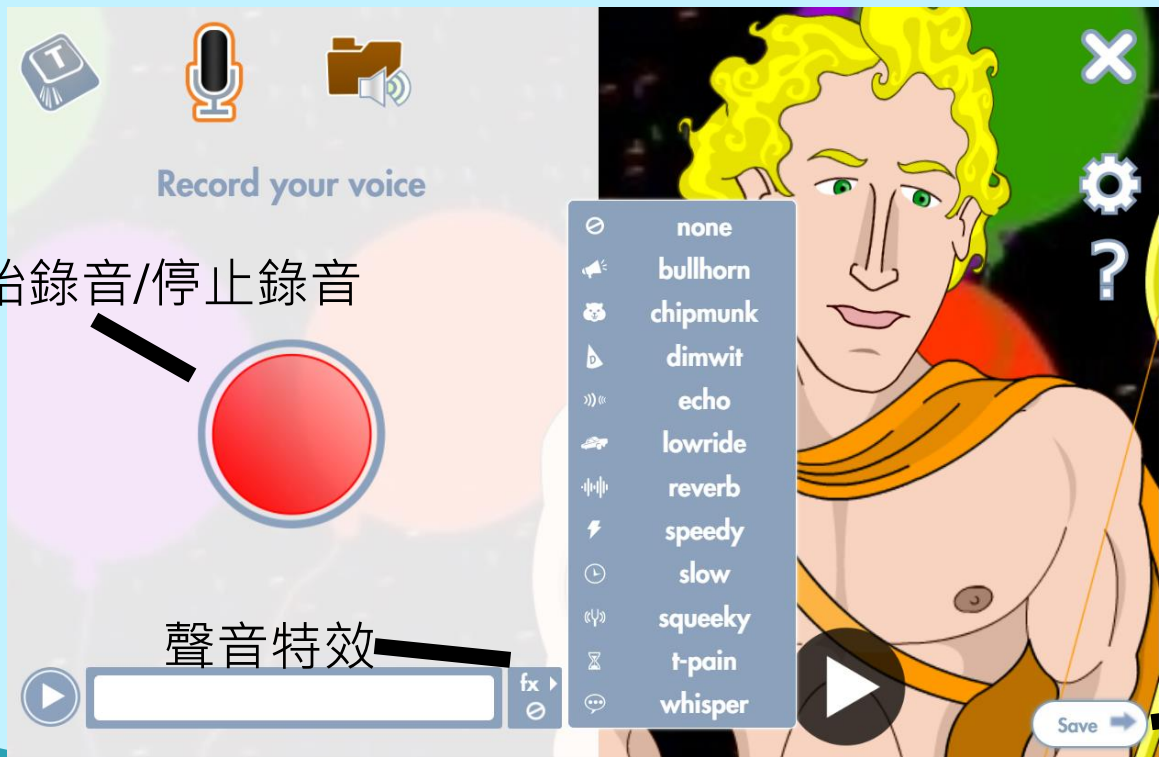 T
Record your voice
始錄音/停止錄音
none
bullhorn
chipmunk
D
dimwit
echo
lowride
reverb
speedy
slow
squeeky
t-pain
whisper
聲音特效
fx
?
Save